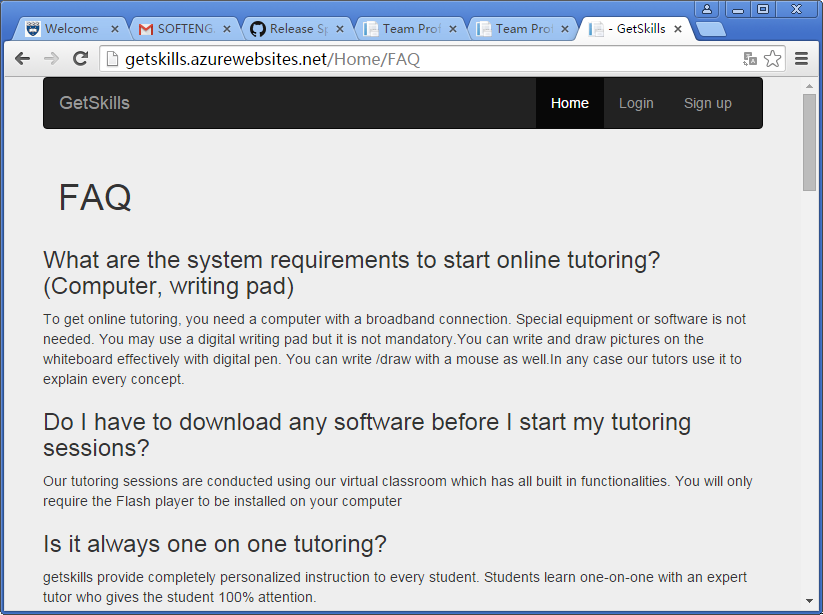 Welcome
SOFTENG
Release Sp
Team Prof
Team Prof
- GetSkills
getskills.azurewebsites.net/Home/FAQ
GetSkills
Home
Login
Sign up
FAQ
What are the system requirements to start online tutoring?
(Computer, writing pad)
To get online tutoring, you need a computer with a broadband connection. Special equipment or software is not
needed. You may use a digital writing pad but it is not mandatory.You can write and draw pictures on the
whiteboard effectively with digital pen. You can write /draw with a mouse as well.In any case our tutors use it to
explain every concept.
Do I have to download any software before I start my tutoring
sessions?
Our tutoring sessions are conducted using our virtual classroom which has all built in functionalities. You will only
require the Flash player to be installed on your computer
Is it always one on one tutoring?
getskills provide completely personalized instruction to every student. Students learn one-on-one with an expert
tutor who gives the student 100% attention.